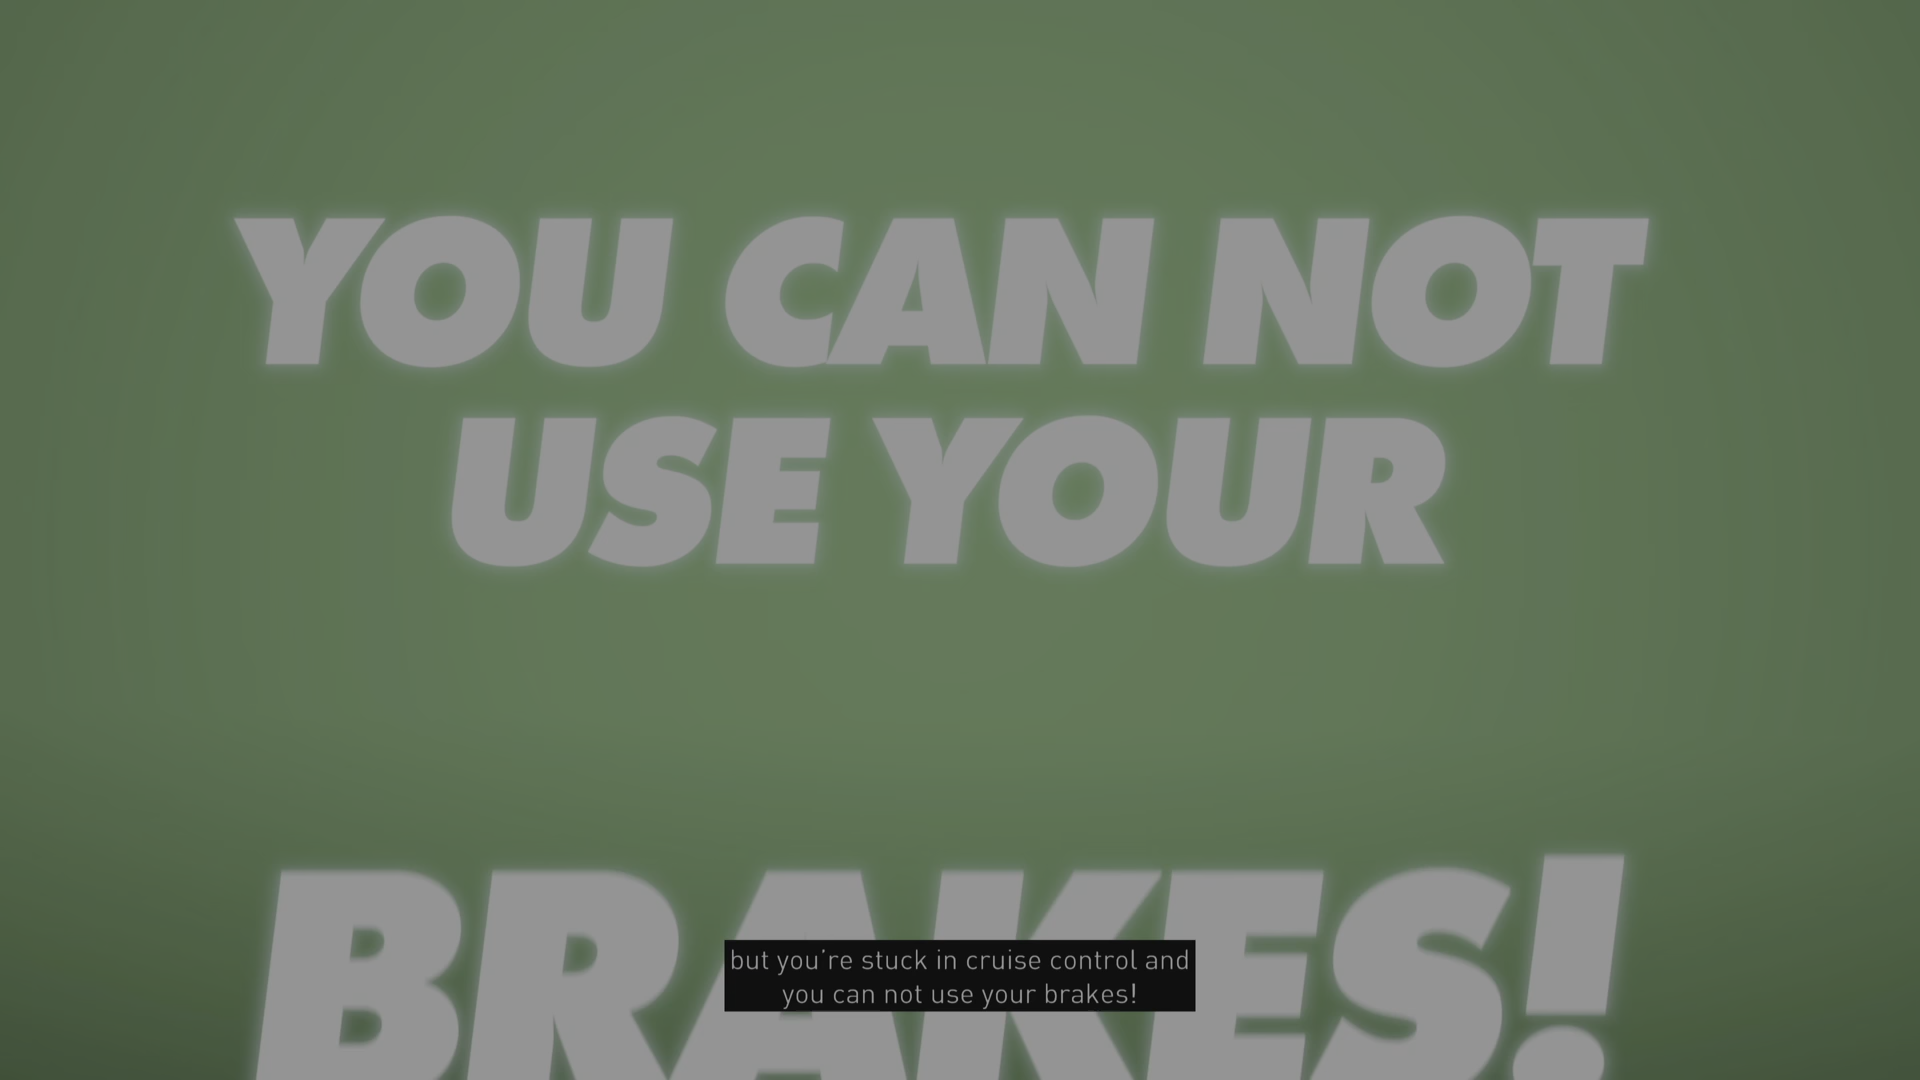 YOU CAN NOT
USE YOUR
BRAKES!
but you're stuck in cruise control and
you can not use your brakes!